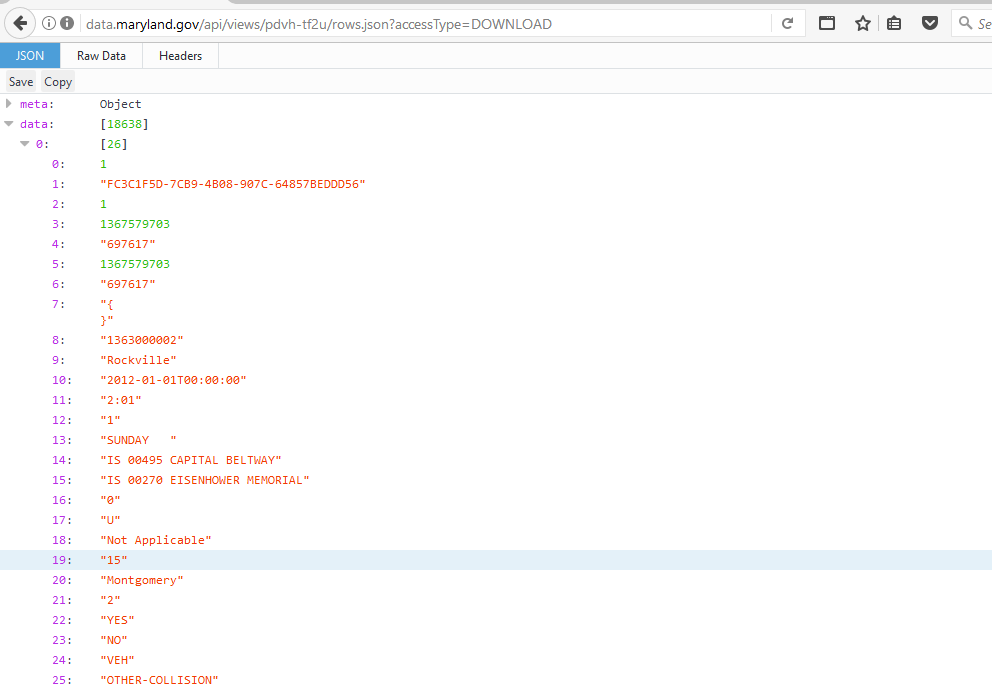 data.maryland.gov/api/views/pdvh-tf2u/rows.json?accessType=DOWNLOAD
Se
JSON Raw Data Headers
Save Copy
meta: Object
data: [18638]
0: [26]
0: 1
1: "FC3C1F5D-7CB9-4B08-907C-64857BEDDD56"
2: 1
3: 1367579703
4: "697617"
5: 1367579703
6: "697617"
7: "{
}"
8: "1363000002"
9: "Rockville"
10: "2012-01-01T00:00:00"
11: "2:01"
12: "1"
13: "SUNDAY   "
14: "IS 00495 CAPITAL BELTWAY"
15: "IS 00270 EISENHOWER MEMORIAL"
16: "0"
17: "U"
18: "Not Applicable"
19: "15"
20: "Montgomery"
21: "2"
22: "YES"
23: "NO"
24: "VEH"
25: "OTHER-COLLISION"